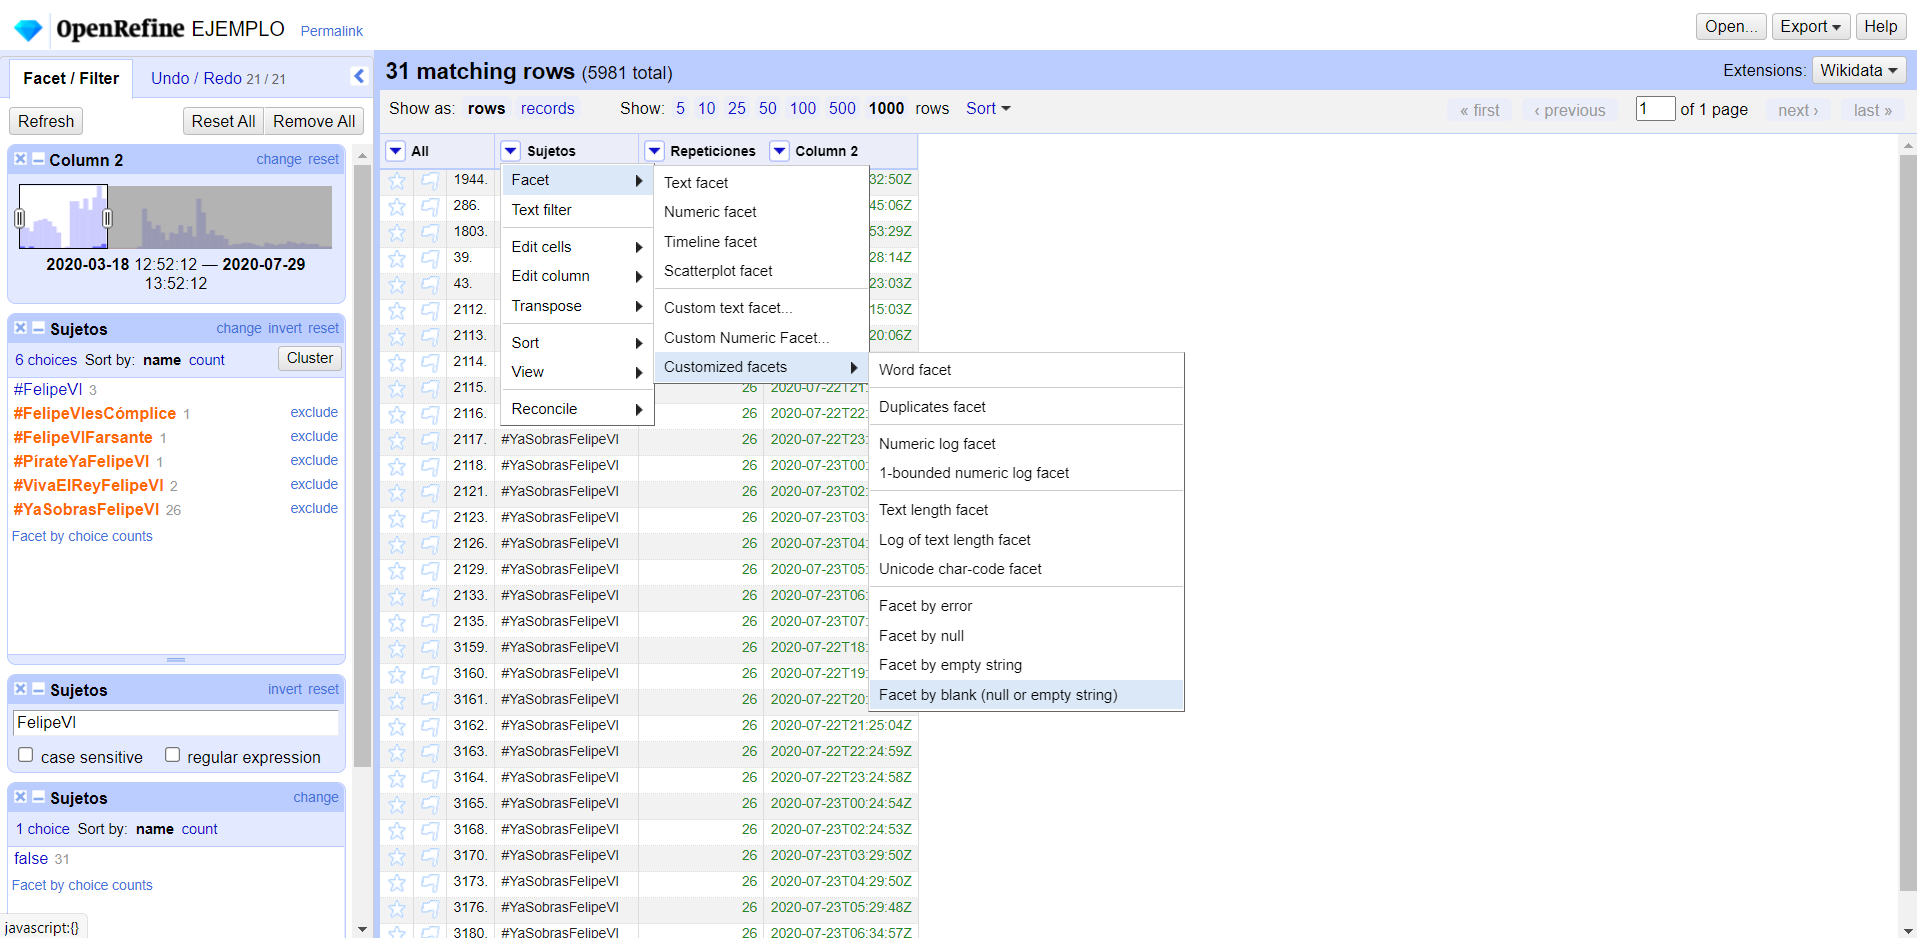 OpenRefine EJEMPLO Permalink
Open... Export Help
Facet / Filter Undo / Redo 21 / 21
Refresh Reset All Remove All
Column 2 change reset
2020-03-18 12:52:12 — 2020-07-29
13:52:12
Sujetos change invert reset
6 choices Sort by: name count Cluster
#FelipeVI 3
#FelipeVIesCómplice 1 exclude
#FelipeVIFarsante 1 exclude
#PirateYaFelipeVI 1 exclude
#VivaElReyFelipeVI 2 exclude
#YaSobrasFelipeVI 26 exclude
Facet by choice counts
Sujetos invert reset
FelipeVI
case sensitive regular expression
Sujetos change
1 choice Sort by: name count
false 31
Facet by choice counts
javascript:{}
31 matching rows (5981 total)
Extensions: Wikidata
Show as: rows records Show: 5 10 25 50 100 500 1000 rows Sort
« first ‹ previous 1 of 1 page next › last »
All Sujetos Repeticiones Column 2
1944. 32:50Z
286. 45:06Z
1803. 53:29Z
39. 28:14Z
43. 23:03Z
2112. 15:03Z
2113. 20:06Z
2114.
2115. 26 2020-07-22T21:
2116. 26 2020-07-22T22:
2117. #YaSobrasFelipeVI 26 2020-07-22T23:
2118. #YaSobrasFelipeVI 26 2020-07-23T00:
2121. #YaSobrasFelipeVI 26 2020-07-23T02:
2123. #YaSobrasFelipeVI 26 2020-07-23T03:
2126. #YaSobrasFelipeVI 26 2020-07-23T04:
2129. #YaSobrasFelipeVI 26 2020-07-23T05:
2133. #YaSobrasFelipeVI 26 2020-07-23T06:
2135. #YaSobrasFelipeVI 26 2020-07-23T07:
3159. #YaSobrasFelipeVI 26 2020-07-22T18:
3160. #YaSobrasFelipeVI 26 2020-07-22T19:
3161. #YaSobrasFelipeVI 26 2020-07-22T20:
3162. #YaSobrasFelipeVI 26 2020-07-22T21:25:04Z
3163. #YaSobrasFelipeVI 26 2020-07-22T22:24:59Z
3164. #YaSobrasFelipeVI 26 2020-07-22T23:24:58Z
3165. #YaSobrasFelipeVI 26 2020-07-23T00:24:54Z
3168. #YaSobrasFelipeVI 26 2020-07-23T02:24:53Z
3170. #YaSobrasFelipeVI 26 2020-07-23T03:29:50Z
3173. #YaSobrasFelipeVI 26 2020-07-23T04:29:50Z
3176. #YaSobrasFelipeVI 26 2020-07-23T05:29:48Z
3180. #YaSobrasFelipeVI 26 2020-07-23T06:34:57Z
Facet
Text filter
Edit cells
Edit column
Transpose
Sort
View
Reconcile
Text facet
Numeric facet
Timeline facet
Scatterplot facet
Custom text facet...
Custom Numeric Facet...
Customized facets
Word facet
Duplicates facet
Numeric log facet
1-bounded numeric log facet
Text length facet
Log of text length facet
Unicode char-code facet
Facet by error
Facet by null
Facet by empty string
Facet by blank (null or empty string)